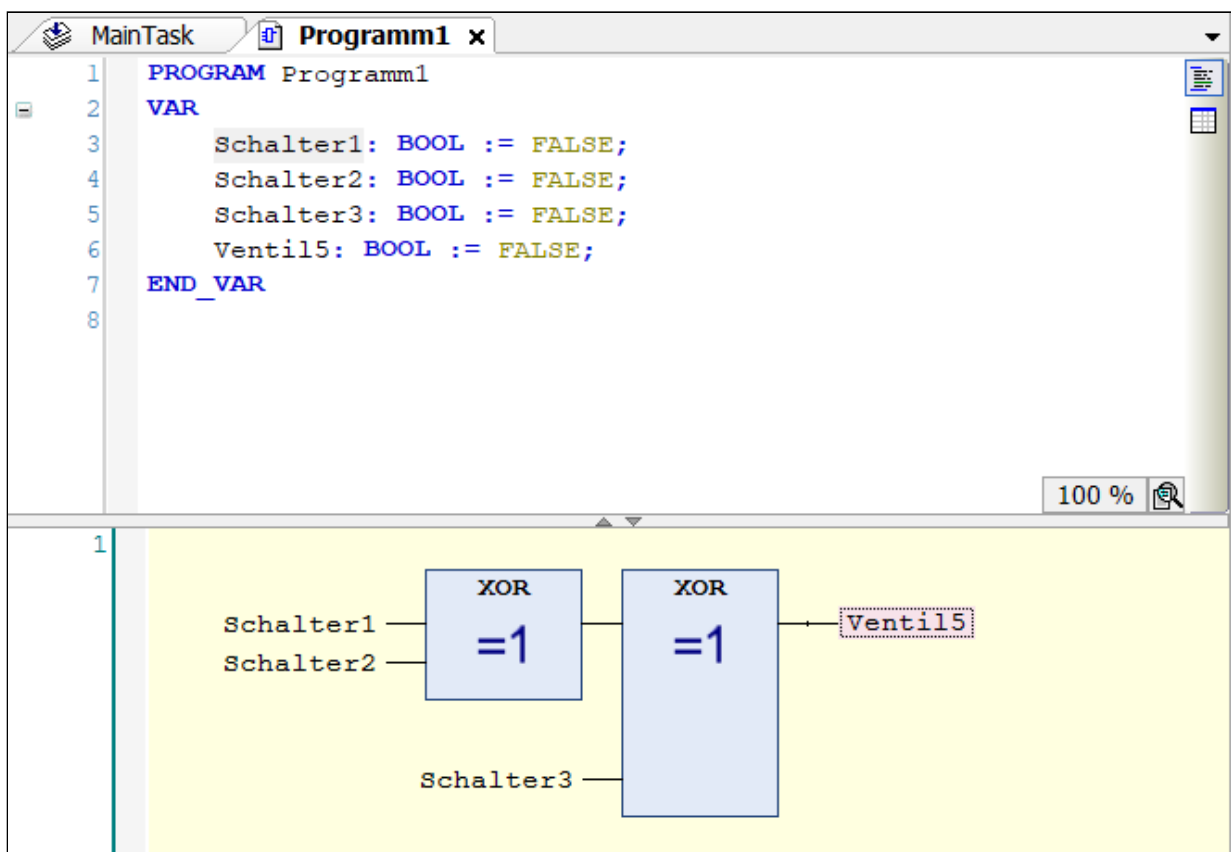 MainTask Programm1 x
1 PROGRAM Programm1
2 VAR
3 Schalter1: BOOL := FALSE;
4 Schalter2: BOOL := FALSE;
5 Schalter3: BOOL := FALSE;
6 Ventil5: BOOL := FALSE;
7 END_VAR
8
100 %
1
XOR XOR
Schalter1 =1 =1 Ventil5
Schalter2
Schalter3